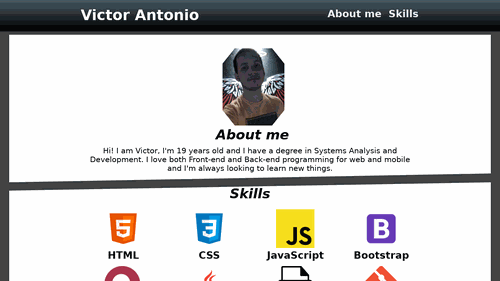 Victor Antonio
About me Skills
About me
Hi! I am Victor, I'm 19 years old and I have a degree in Systems Analysis and
Development. I love both Front-end and Back-end programming for web and mobile
and I'm always looking to learn new things.
Skills
5
3
JS
B
HTML
CSS
JavaScript
Bootstrap